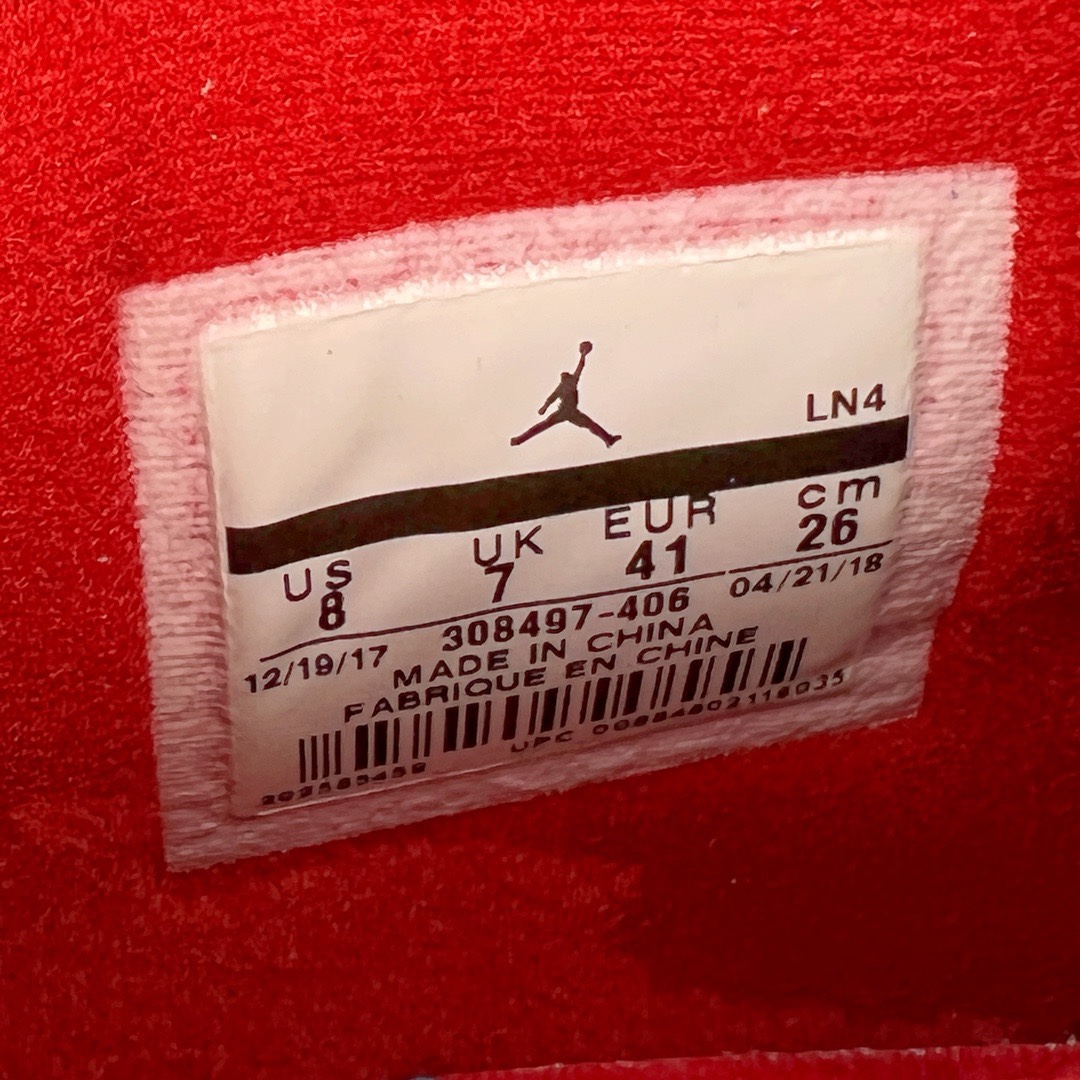 LN4
US UK EUR cm
8 7 41 26
12/19/17 308497-406 04/21/18
MADE IN CHINA
FABRIQUE EN CHINE
UPC